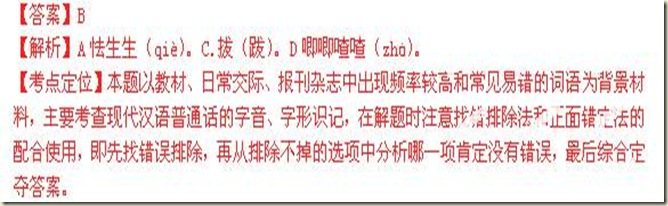 【答案】B
【解析】A怯生生（qiè）。C.拔（跋）。D唧唧喳喳（zhā）。
【考点定位】本题以教材、日常交际、报刊杂志中出现频率较高和常见易错的词语为背景材
料，主要考查现代汉语普通话的字音、字形识记，在解题时注意找错排除法和正面错定法的
配合使用，即先找错误排除，再从排除不掉的选项中分析哪一项肯定没有错误，最后综合定
夺答案。